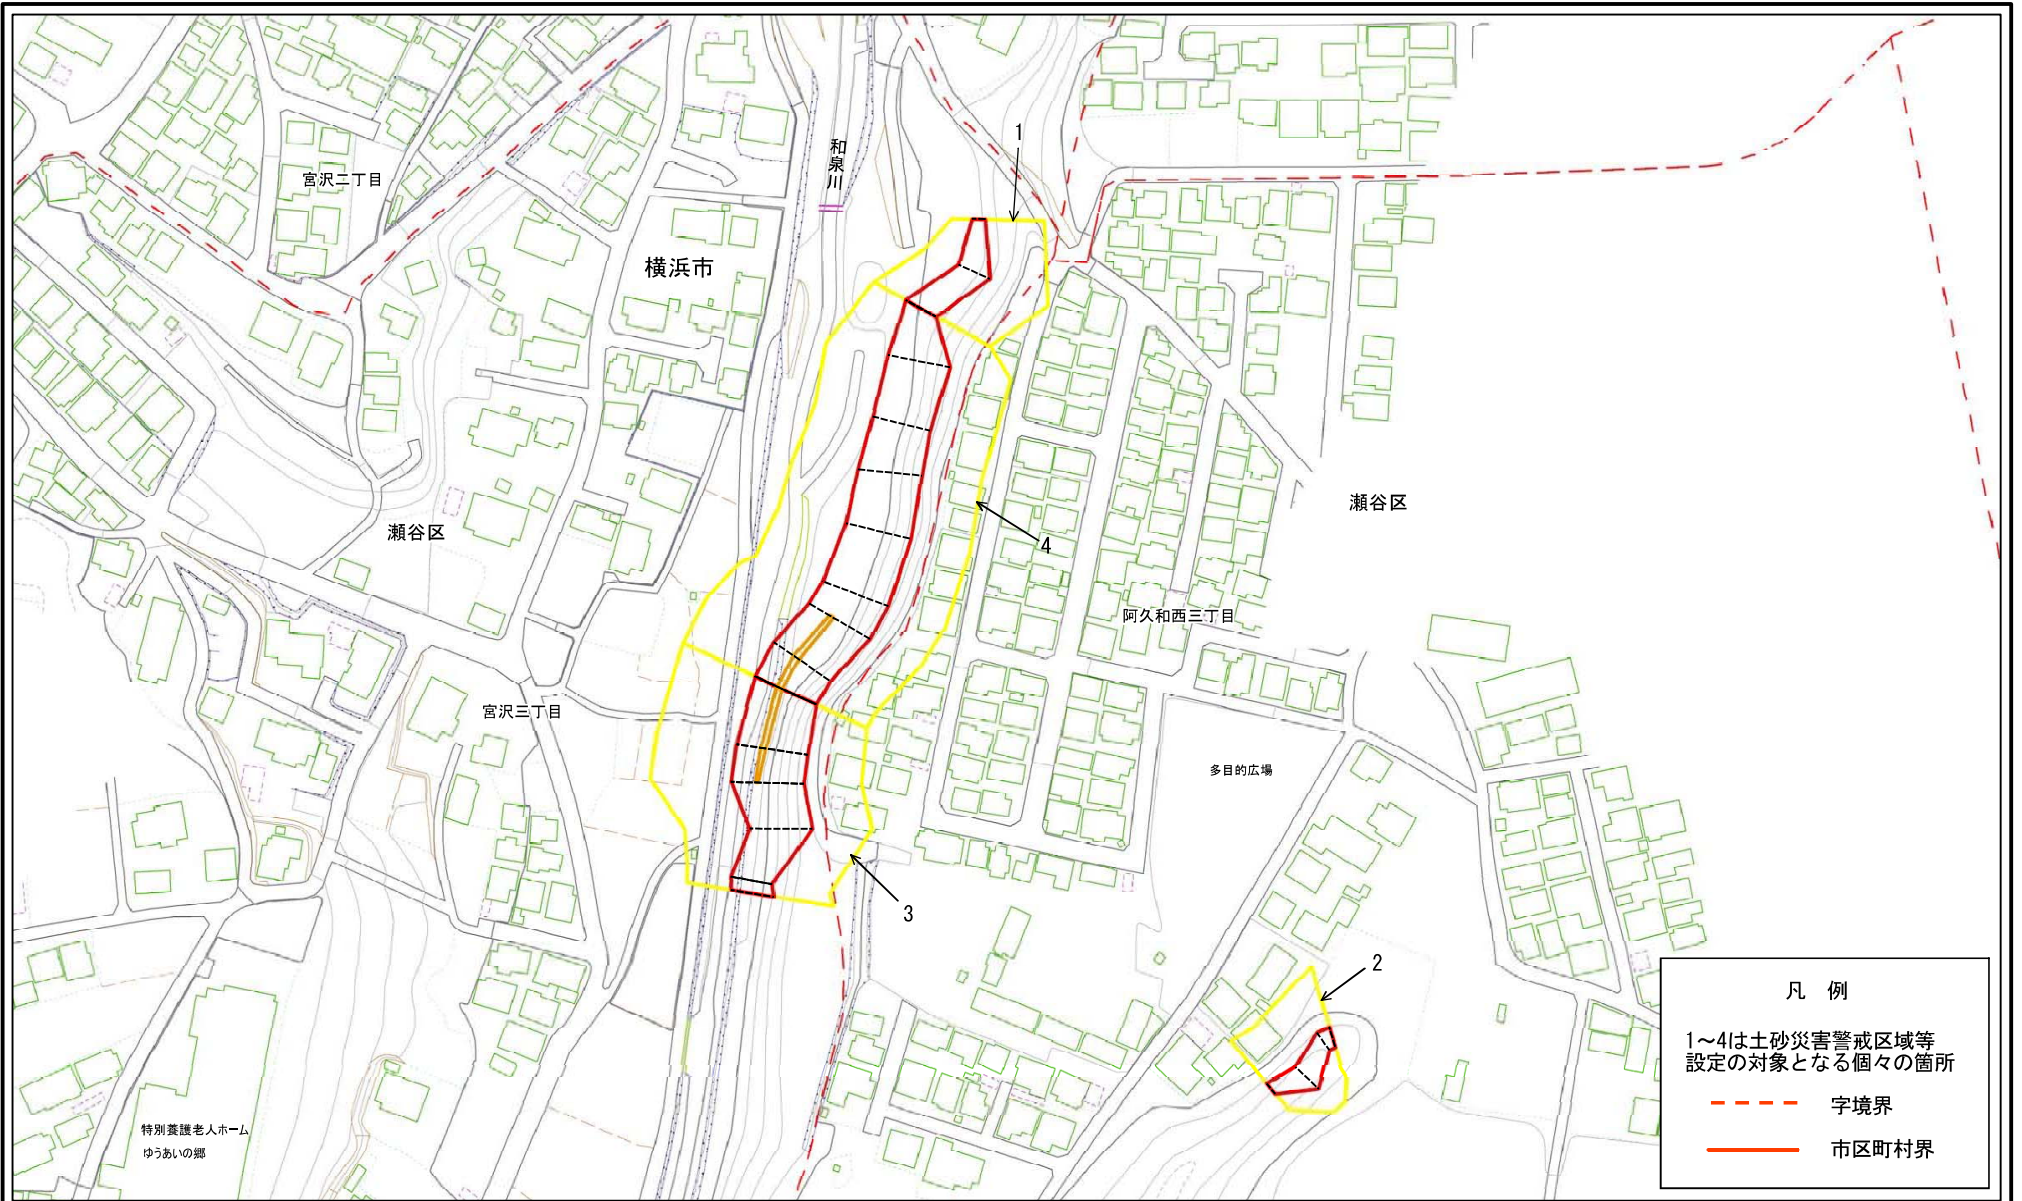 1
和泉川
宮沢二丁目
横浜市
瀬谷区
瀬谷区
4
阿久和西三丁目
宮沢三丁目
多目的広場
3
2
特別養護老人ホーム
ゆうあいの郷
凡 例
1～4は土砂災害警戒区域等
設定の対象となる個々の箇所
字境界
市区町村界